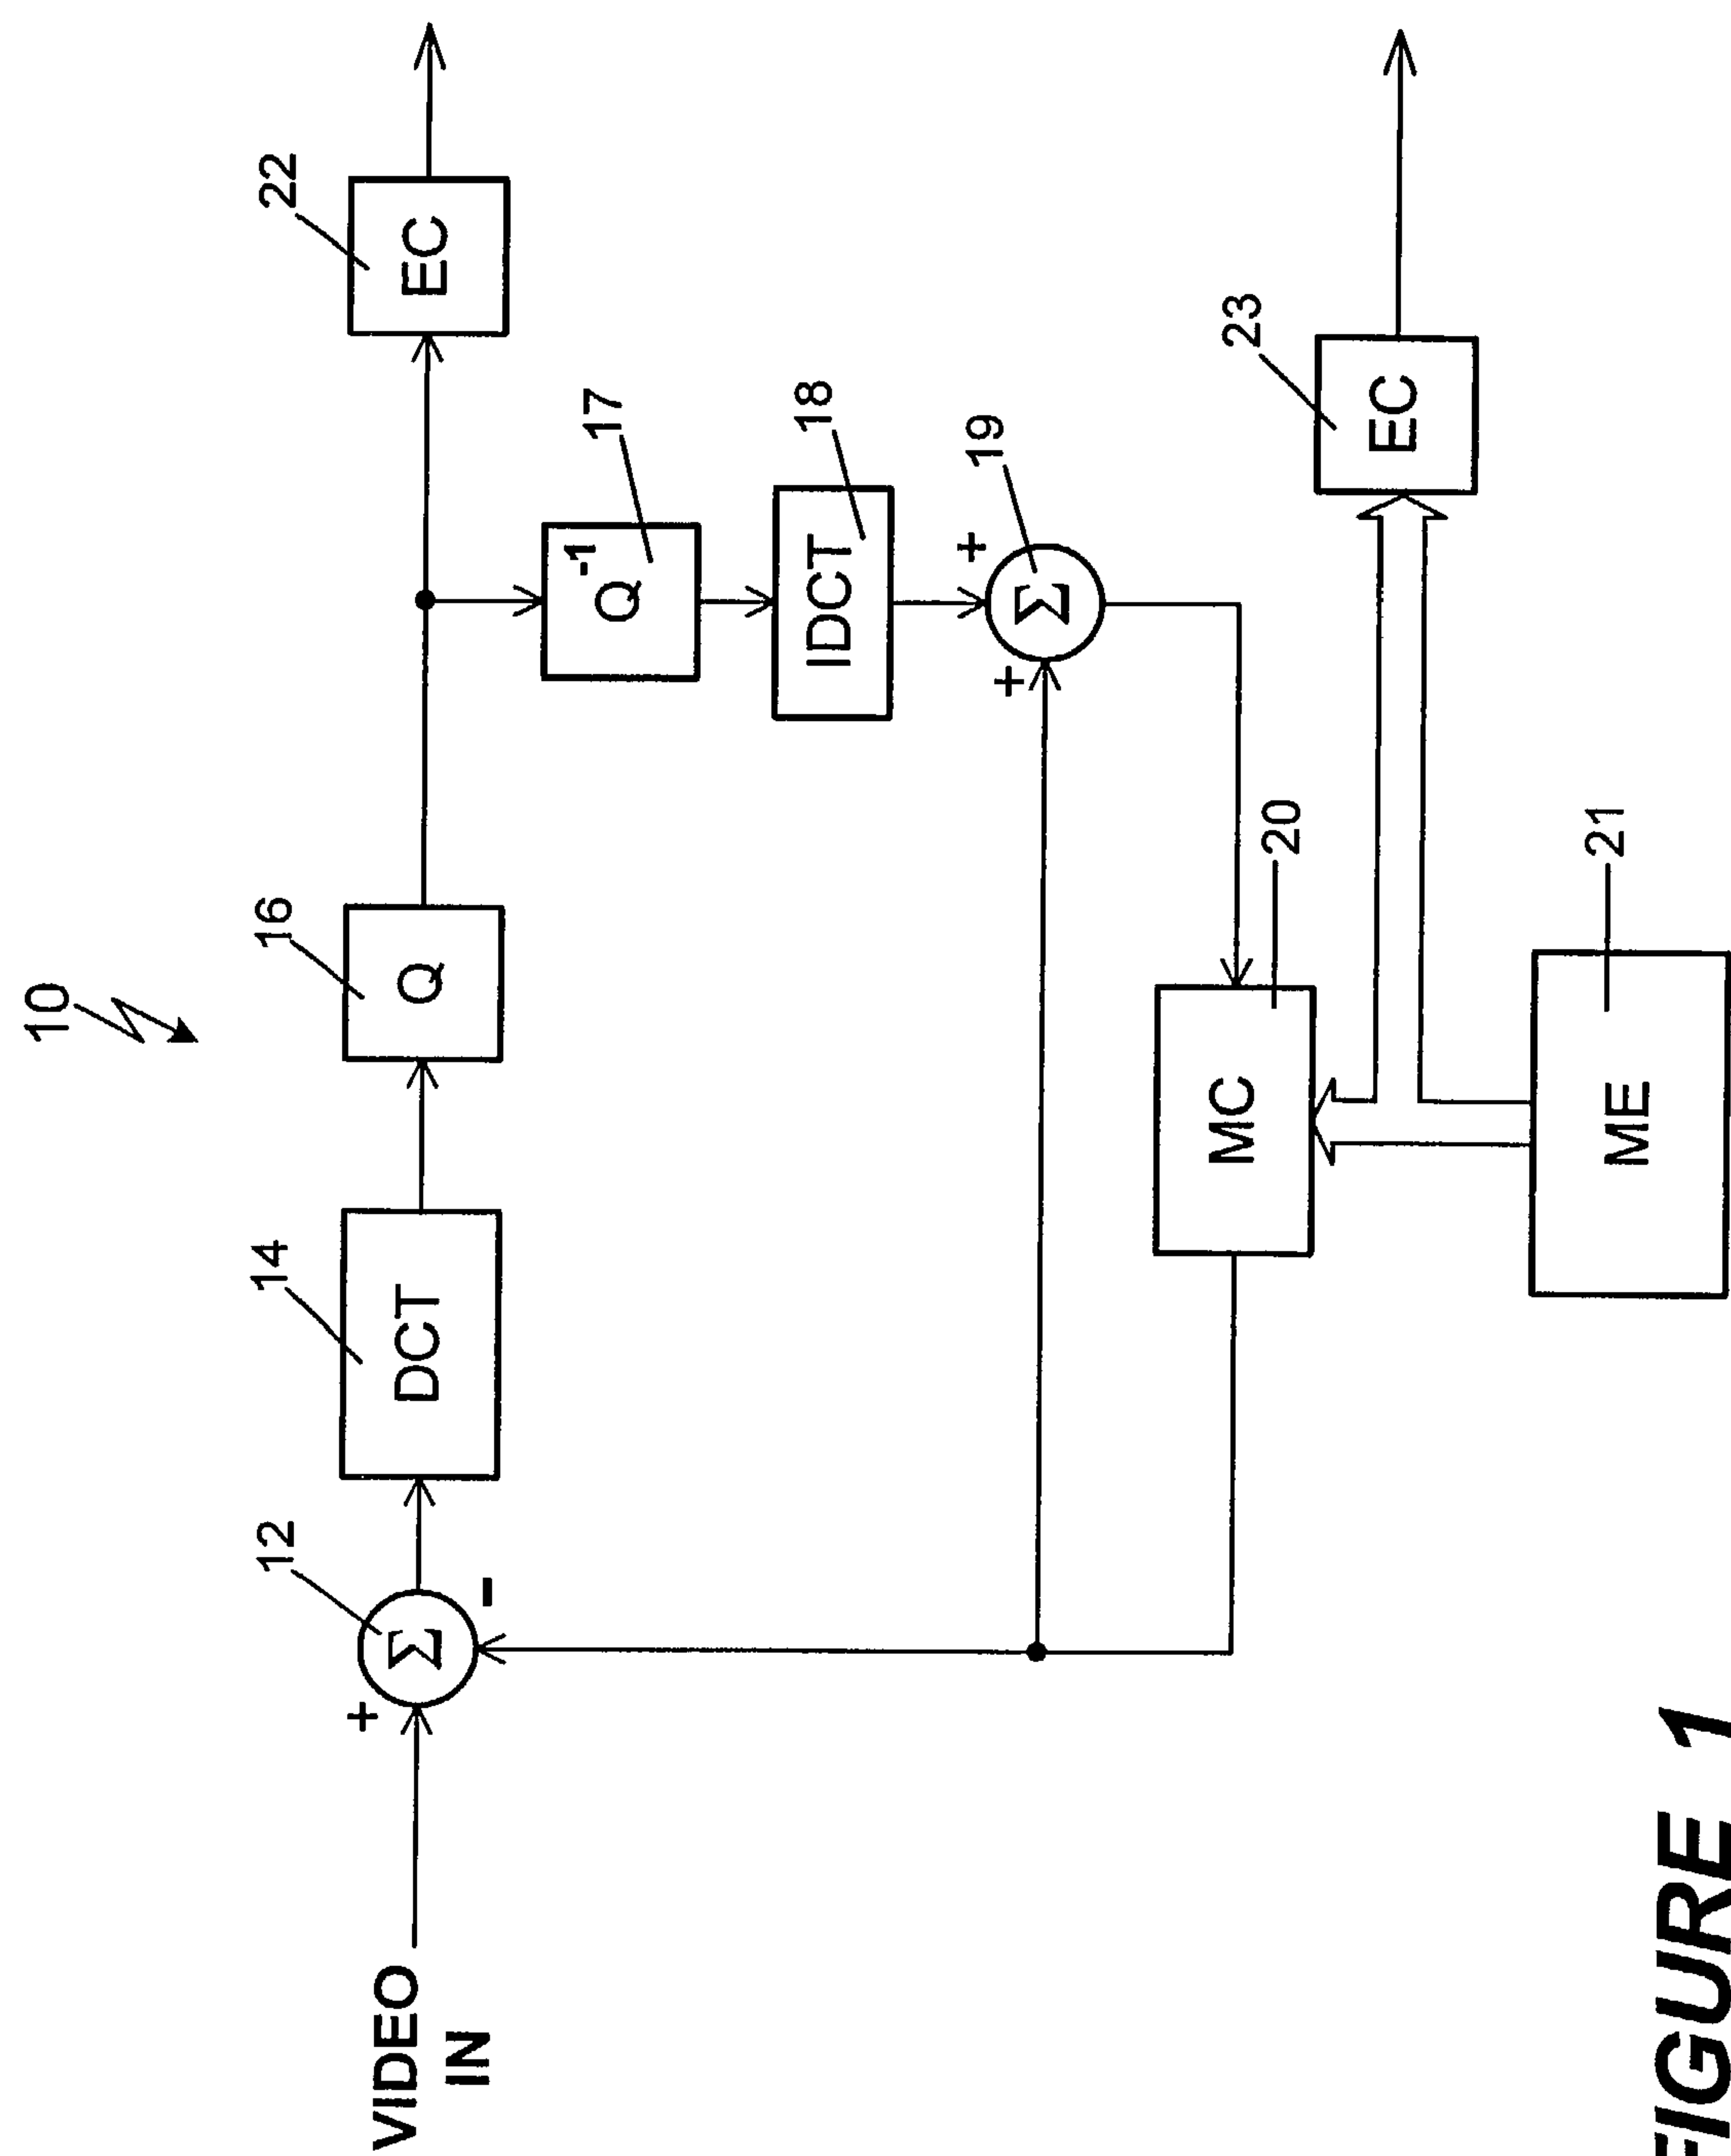 10
12
14
16
22
VIDEO
IN
+
Σ
-
DCT
Q
EC
17
Q-1
18
IDCT
19
+
+
Σ
20
MC
23
EC
21
ME
FIGURE 1